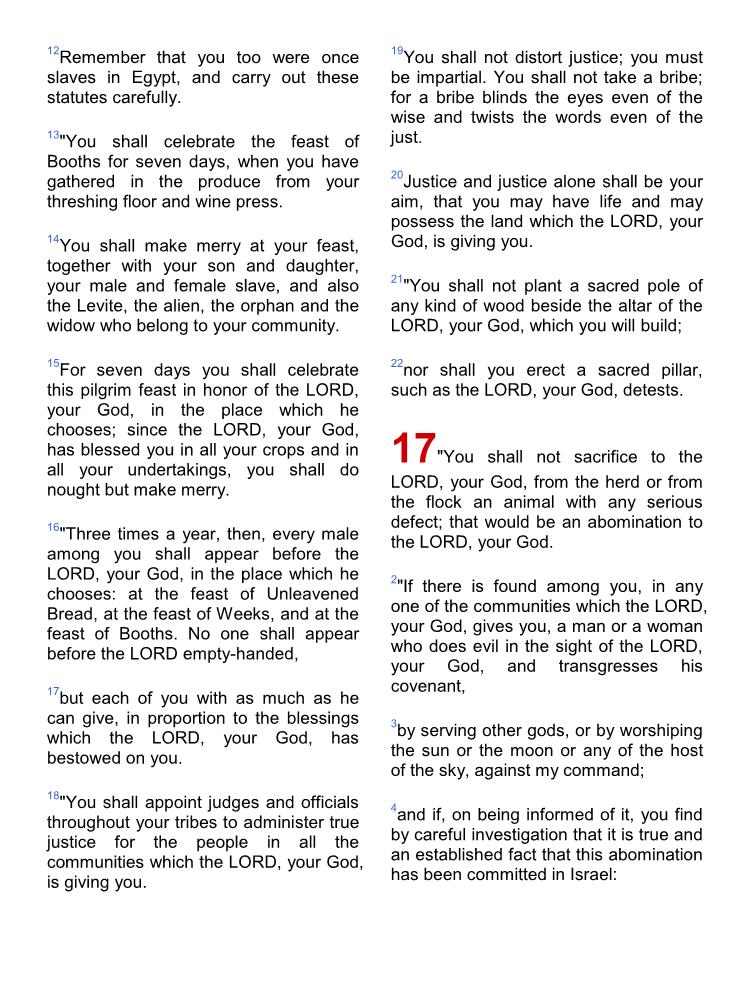 12Remember that you too were once
slaves in Egypt, and carry out these
statutes carefully.
13"You shall celebrate the feast of
Booths for seven days, when you have
gathered in the produce from your
threshing floor and wine press.
14You shall make merry at your feast,
together with your son and daughter,
your male and female slave, and also
the Levite, the alien, the orphan and the
widow who belong to your community.
15For seven days you shall celebrate
this pilgrim feast in honor of the LORD,
your God, in the place which he
chooses; since the LORD, your God,
has blessed you in all your crops and in
all your undertakings, you shall do
nought but make merry.
16"Three times a year, then, every male
among you shall appear before the
LORD, your God, in the place which he
chooses: at the feast of Unleavened
Bread, at the feast of Weeks, and at the
feast of Booths. No one shall appear
before the LORD empty-handed,
17but each of you with as much as he
can give, in proportion to the blessings
which the LORD, your God, has
bestowed on you.
18"You shall appoint judges and officials
throughout your tribes to administer true
justice for the people in all the
communities which the LORD, your God,
is giving you.
19You shall not distort justice; you must
be impartial. You shall not take a bribe;
for a bribe blinds the eyes even of the
wise and twists the words even of the
just.
20Justice and justice alone shall be your
aim, that you may have life and may
possess the land which the LORD, your
God, is giving you.
21"You shall not plant a sacred pole of
any kind of wood beside the altar of the
LORD, your God, which you will build;
22nor shall you erect a sacred pillar,
such as the LORD, your God, detests.
17"You shall not sacrifice to the
LORD, your God, from the herd or from
the flock an animal with any serious
defect; that would be an abomination to
the LORD, your God.
2"If there is found among you, in any
one of the communities which the LORD,
your God, gives you, a man or a woman
who does evil in the sight of the LORD,
your God, and transgresses his
covenant,
3by serving other gods, or by worshiping
the sun or the moon or any of the host
of the sky, against my command;
4and if, on being informed of it, you find
by careful investigation that it is true and
an established fact that this abomination
has been committed in Israel: